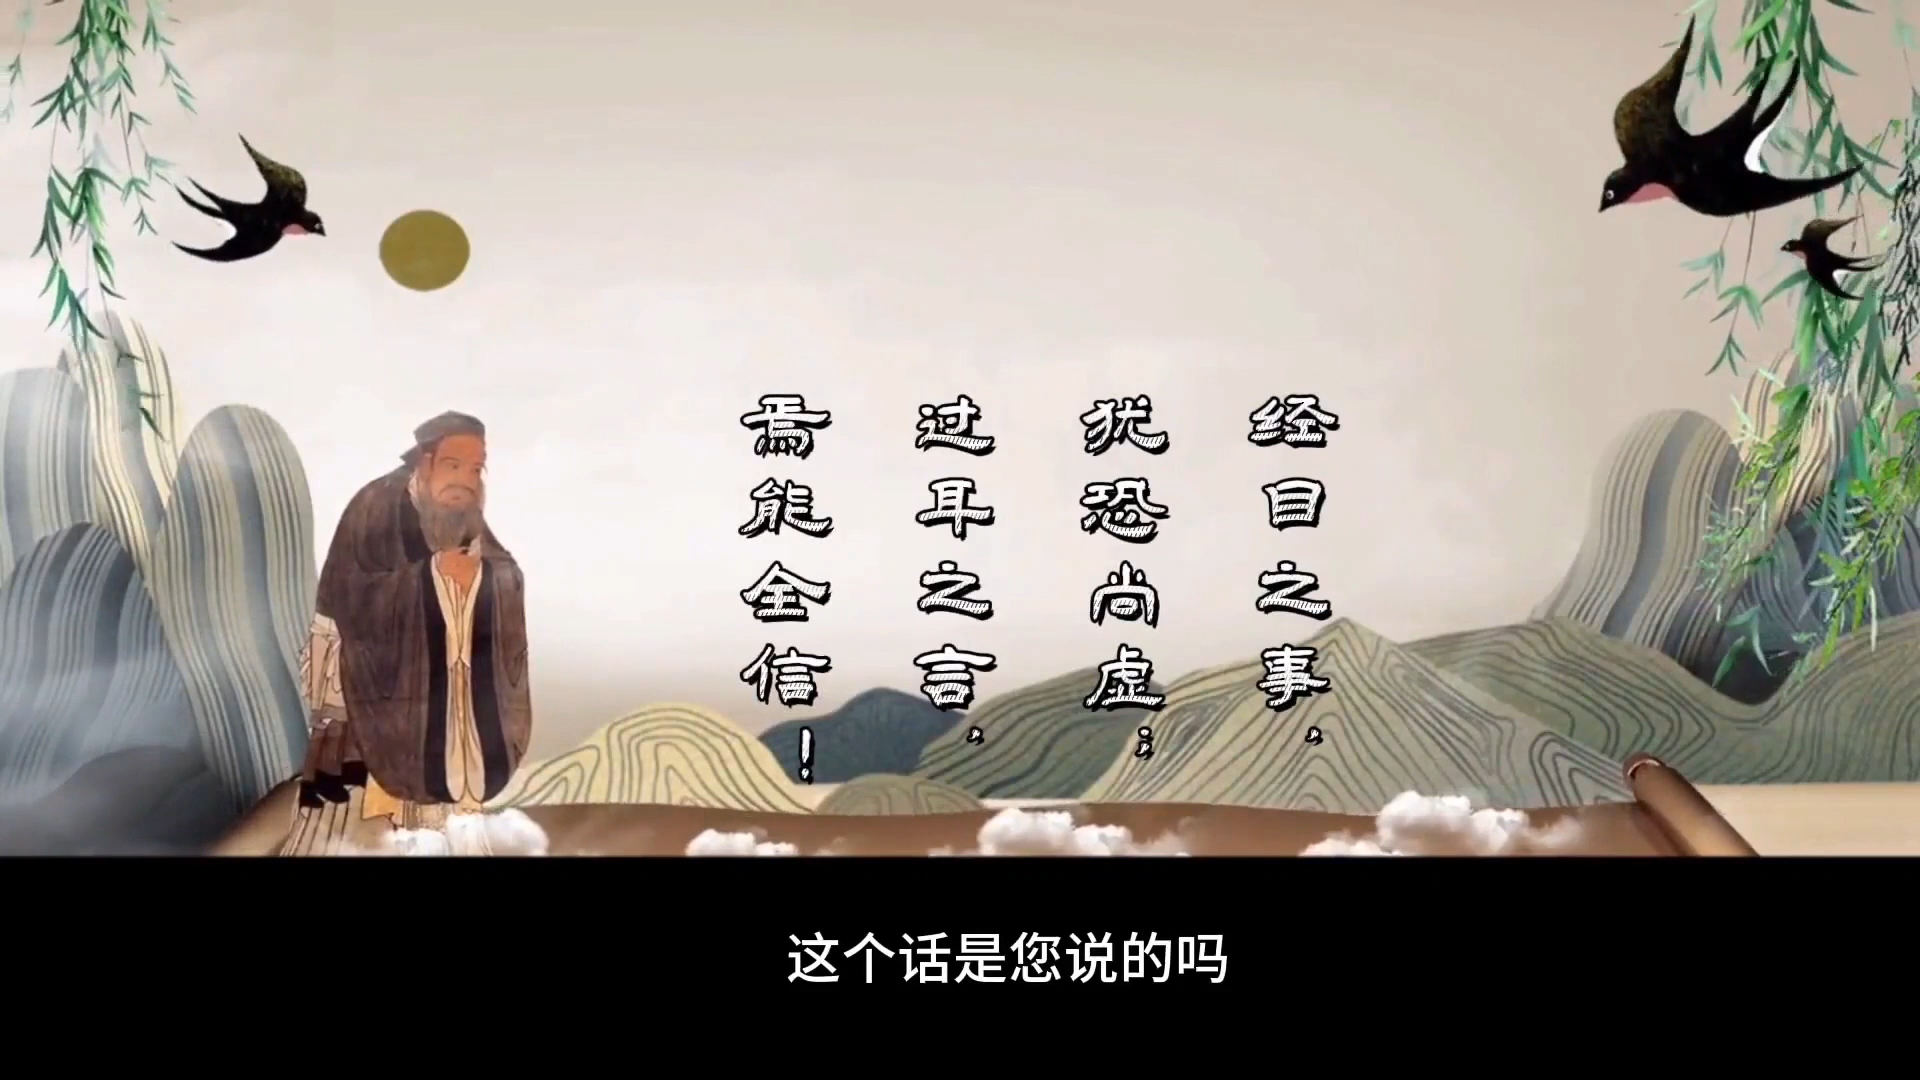 经目之事，
犹恐尚虚；
过耳之言，
焉能全信！
这个话是您说的吗